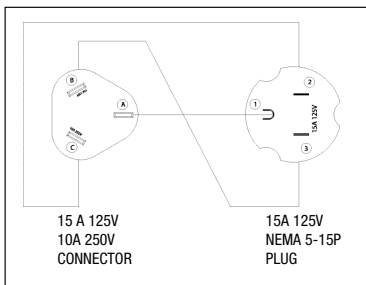 B
A
C
1
2
3
15A 125V
15 A 125V
10A 250V
CONNECTOR
15A 125V
NEMA 5-15P
PLUG